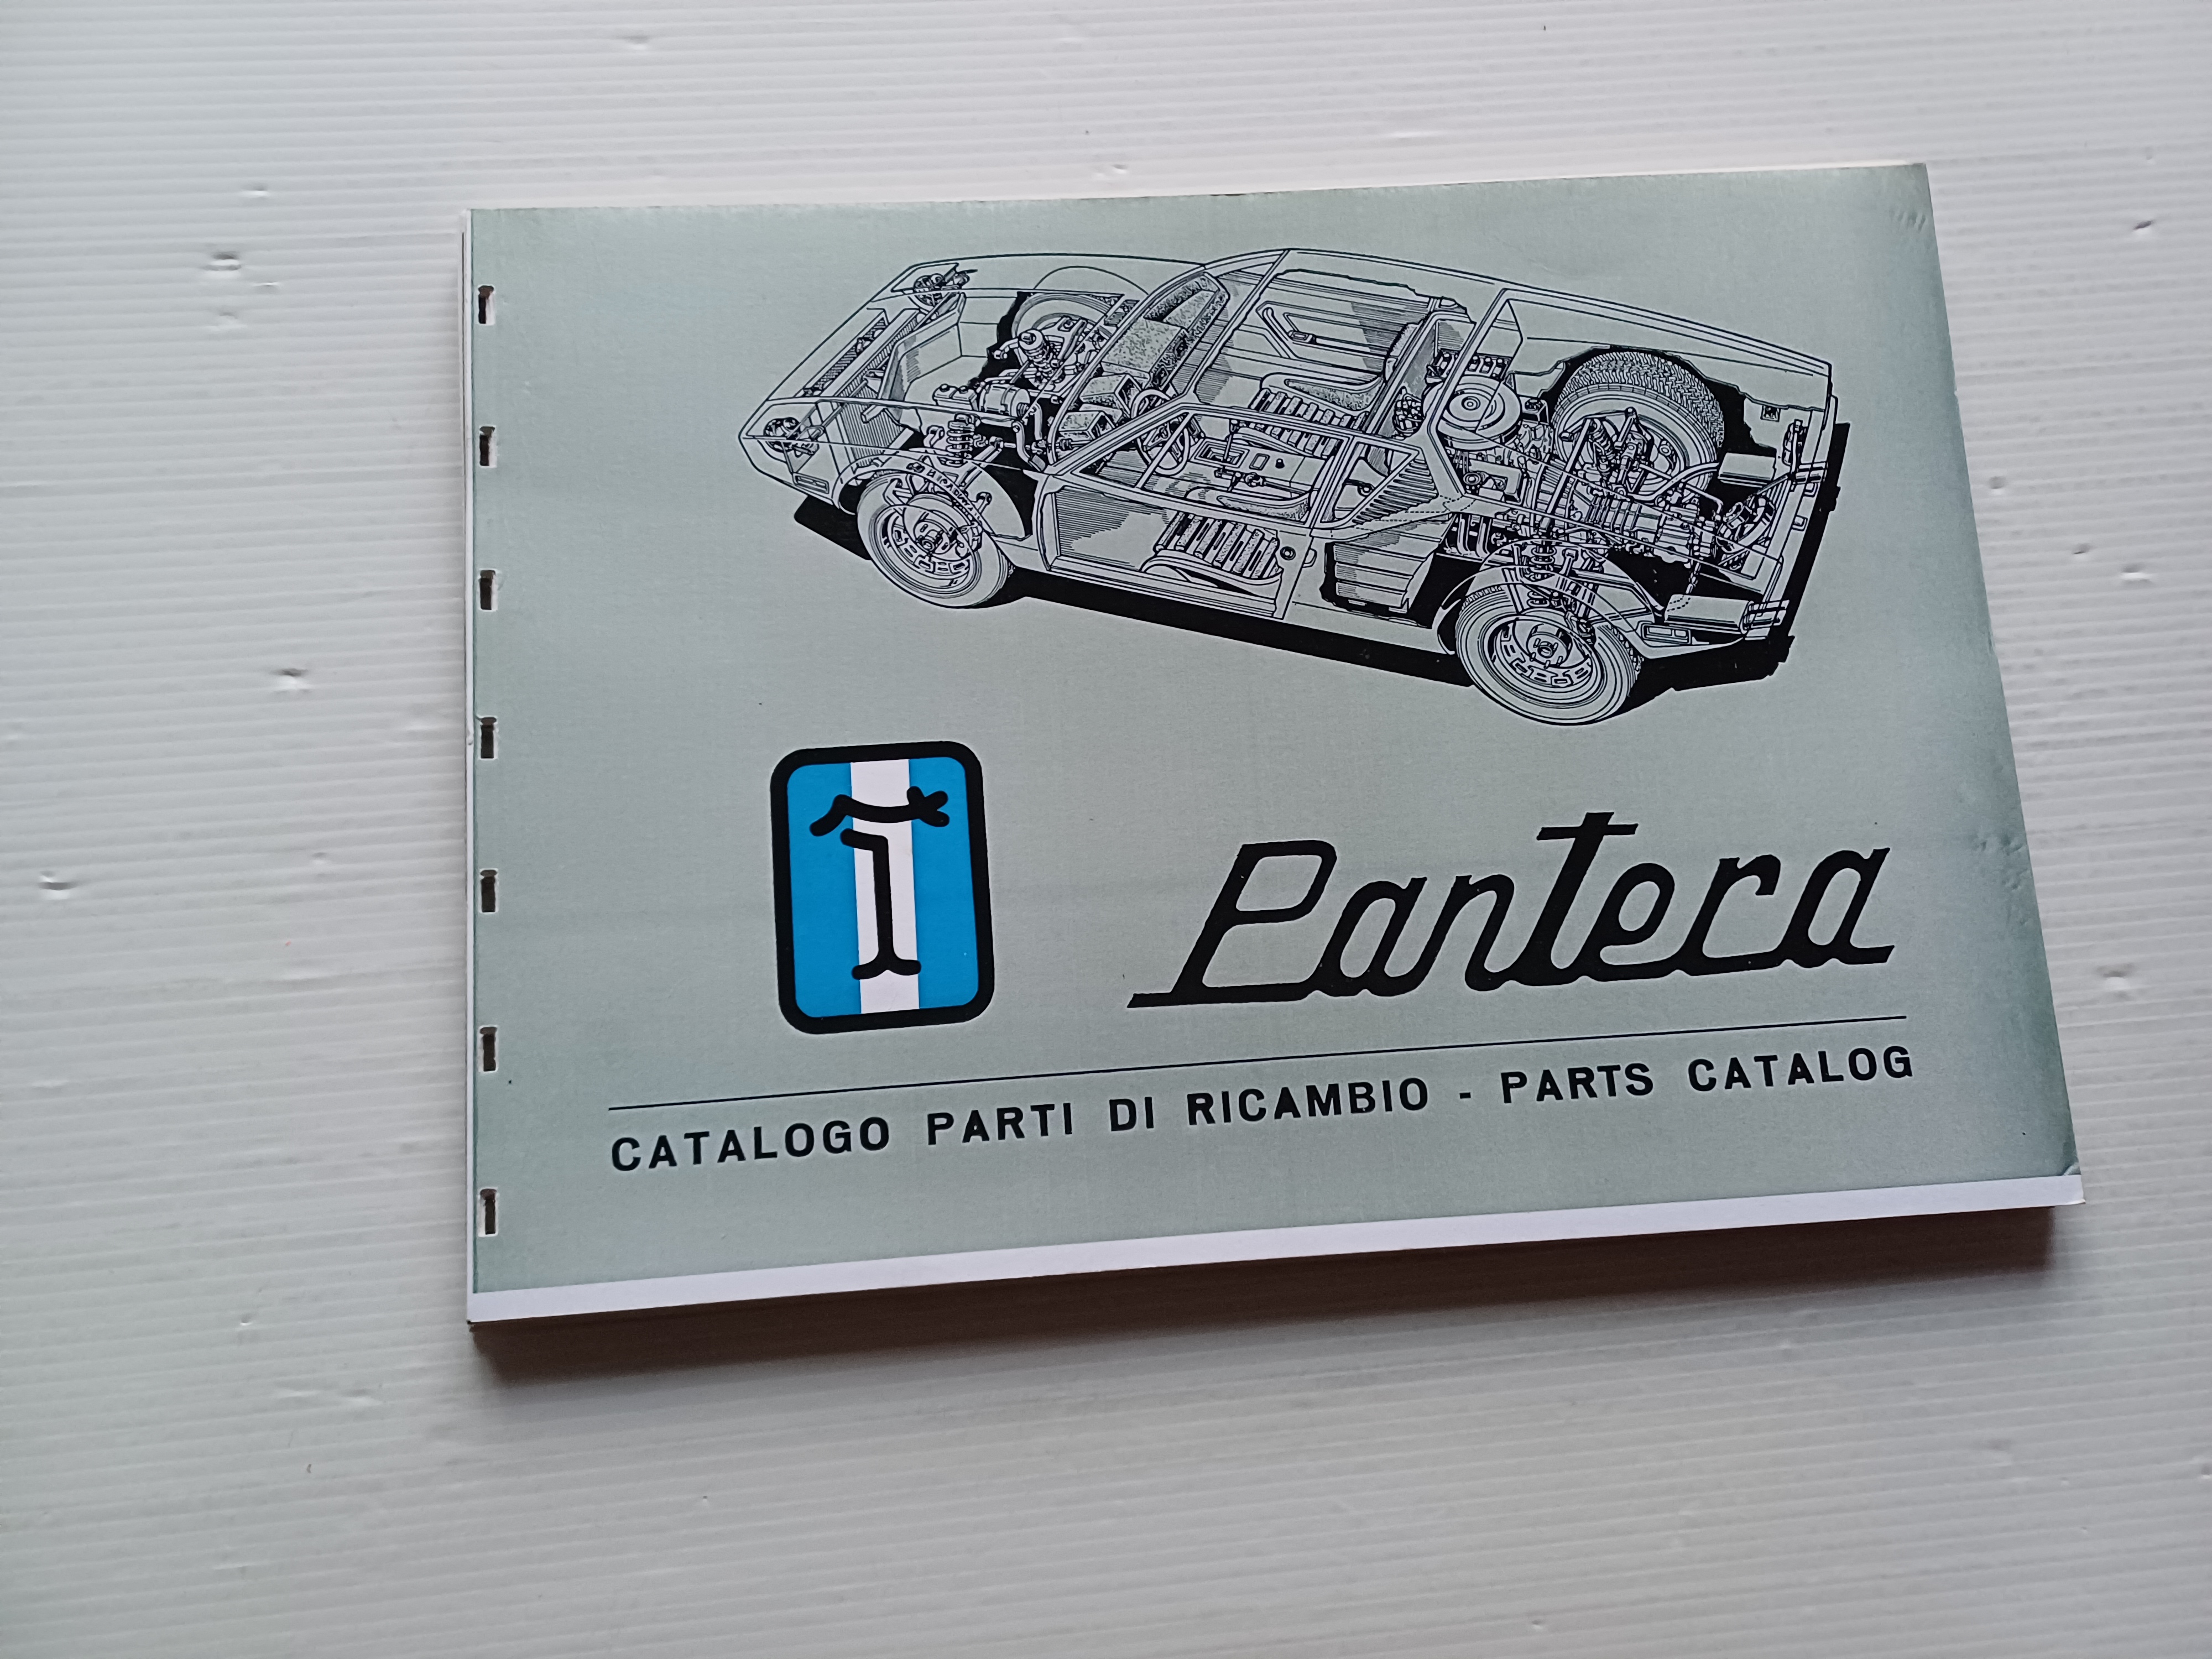 Pantera
CATALOGO PARTI DI RICAMBIO - PARTS CATALOG